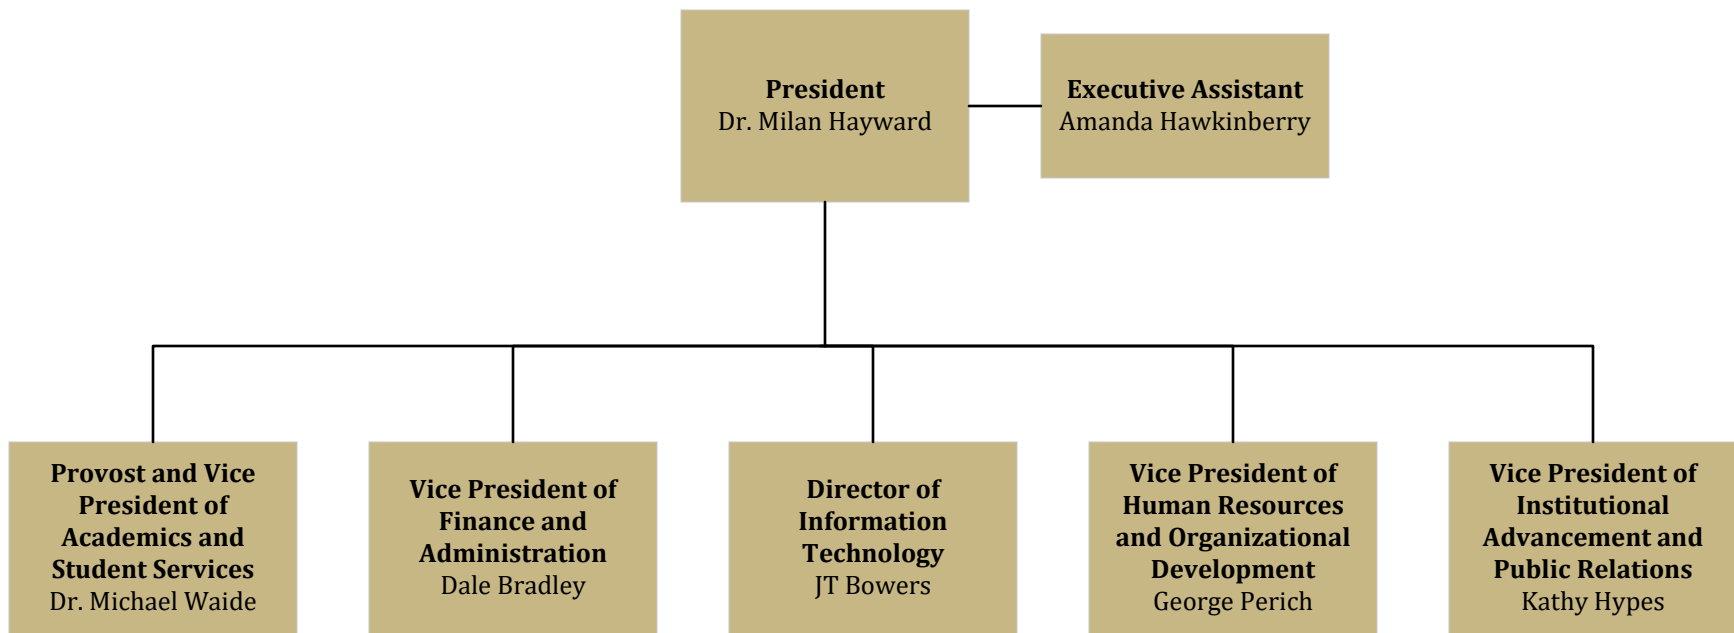 President
Dr. Milan Hayward
Executive Assistant
Amanda Hawkinberry
Provost and Vice
President of
Academics and
Student Services
Dr. Michael Waide
Vice President of
Finance and
Administration
Dale Bradley
Director of
Information
Technology
JT Bowers
Vice President of
Human Resources
and Organizational
Development
George Perich
Vice President of
Institutional
Advancement and
Public Relations
Kathy Hypes